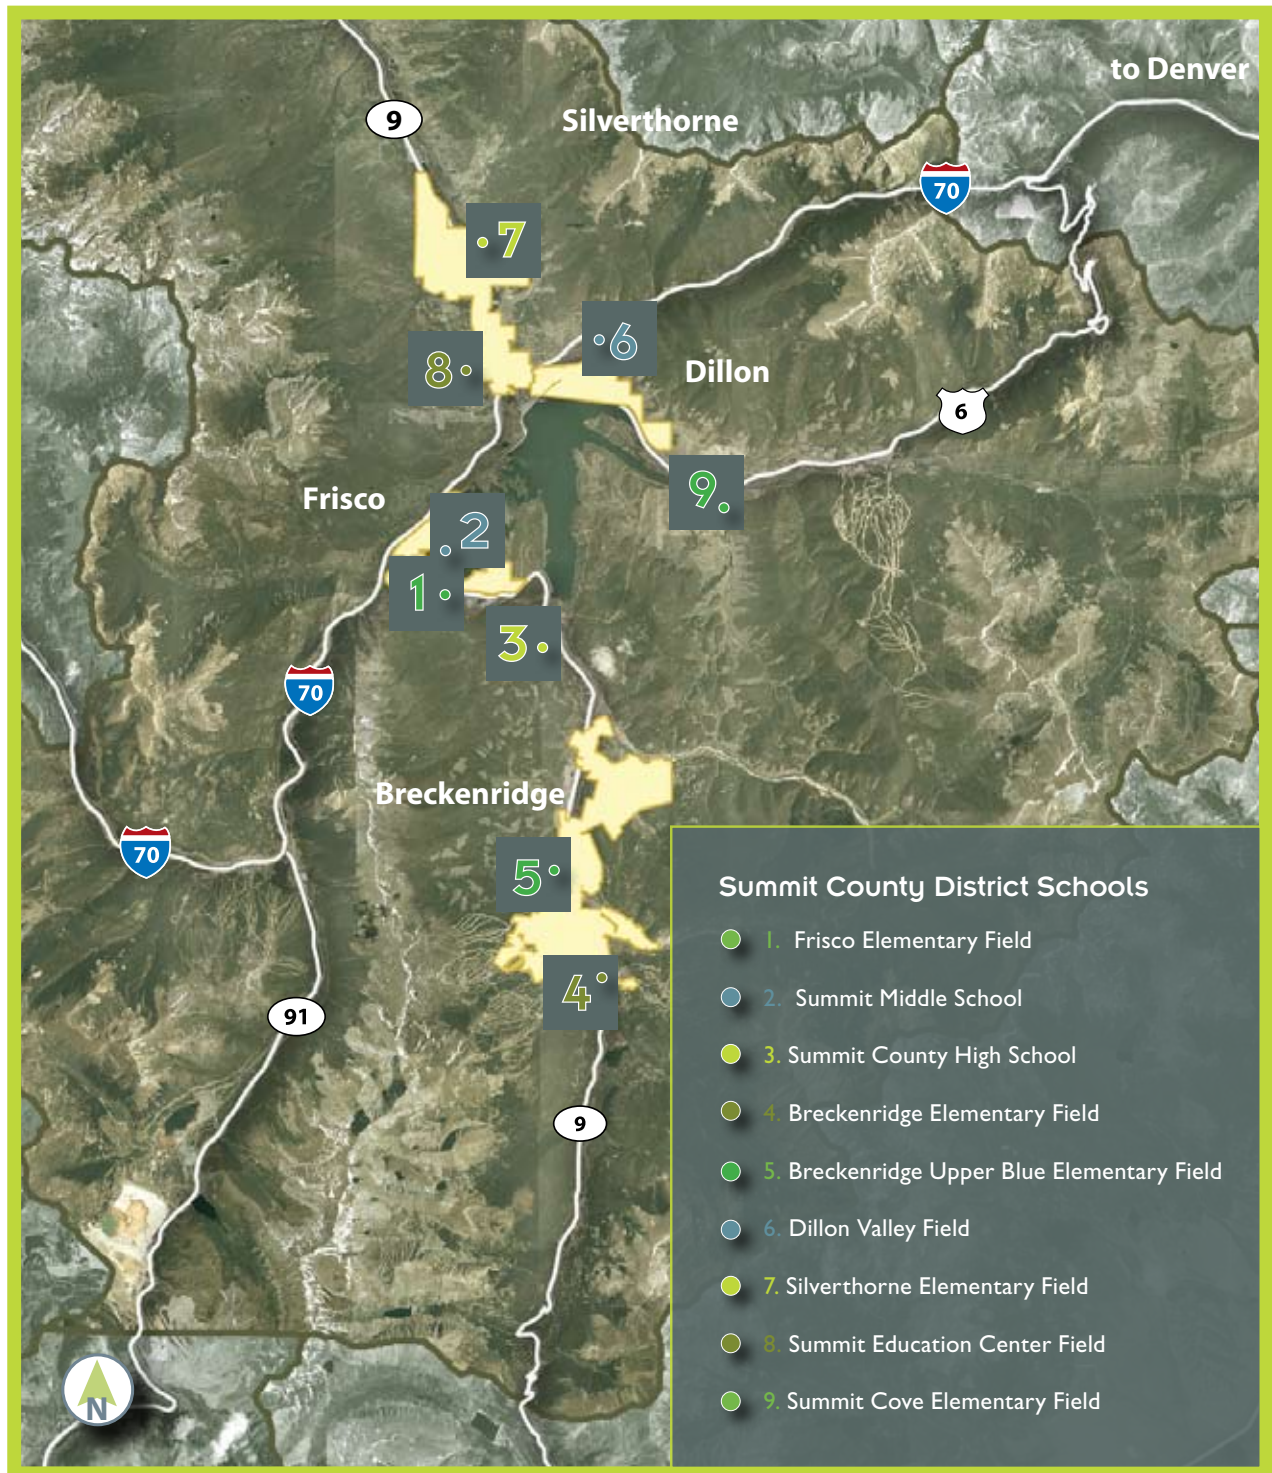 to Denver
Silverthorne
9
70
7
6
8
Dillon
6
Frisco
9
2
1
3
70
Breckenridge
70
5
4
91
9
N
Summit County District Schools
1. Frisco Elementary Field
2. Summit Middle School
3. Summit County High School
4. Breckenridge Elementary Field
5. Breckenridge Upper Blue Elementary Field
6. Dillon Valley Field
7. Silverthorne Elementary Field
8. Summit Education Center Field
9. Summit Cove Elementary Field